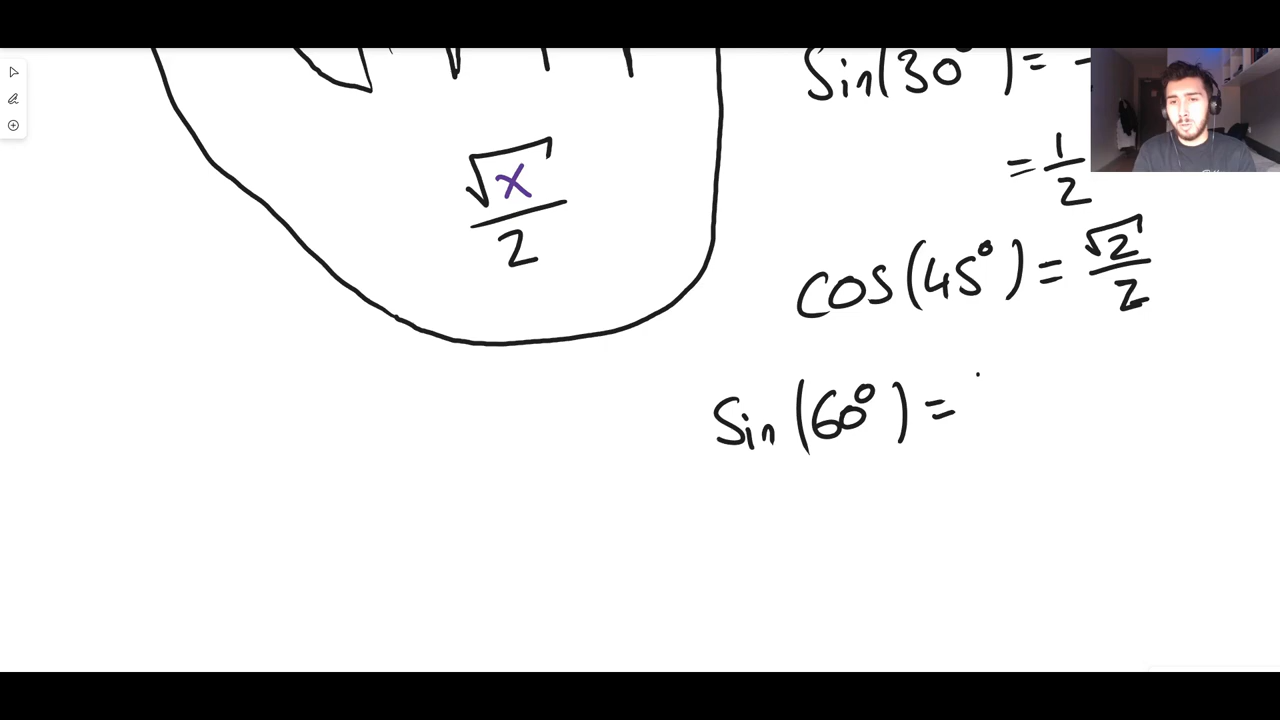 Sin(30°) =
= 1/2
√x/2
cos(45°) = √2/2
Sin(60°) =